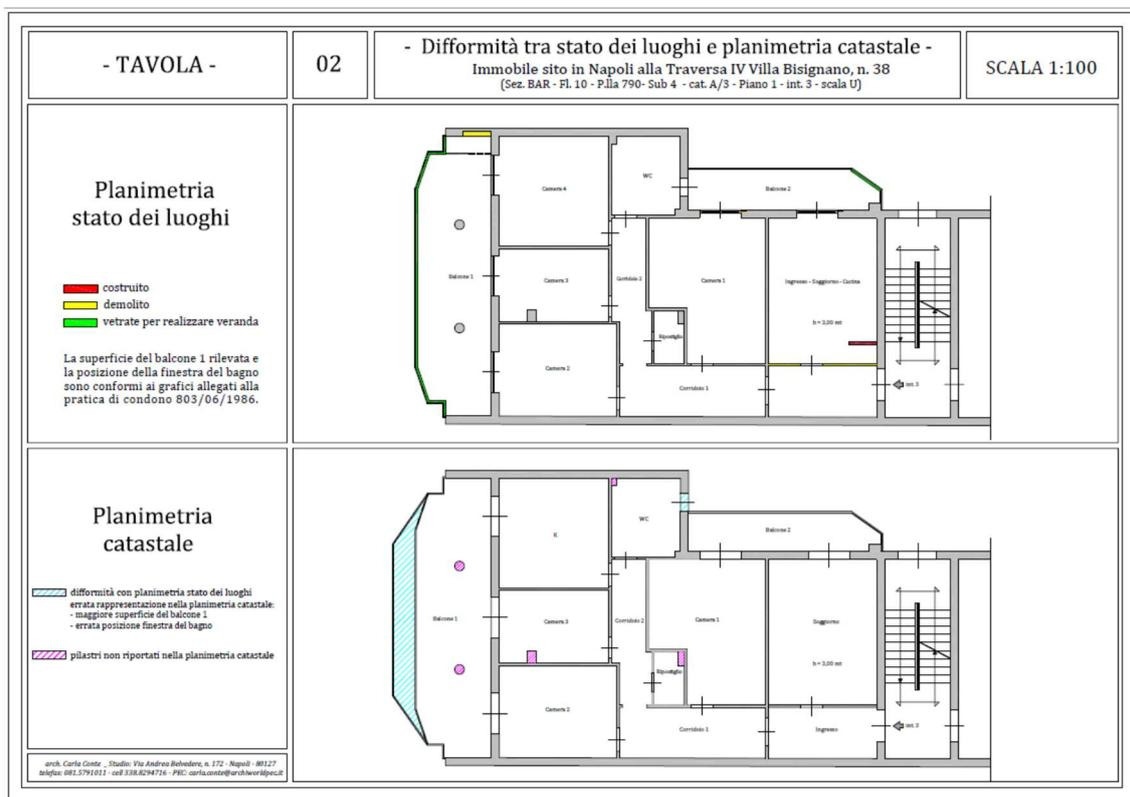 - TAVOLA -
02
- Difformità tra stato dei luoghi e planimetria catastale -
Immobile sito in Napoli alla Traversa IV Villa Bisignano, n. 38
(Sez. BAR - Fl. 10 - P.lla 790- Sub 4 - cat. A/3 - Piano 1 - int. 3 - scala U)
SCALA 1:100
Planimetria
stato dei luoghi
costruito
demolito
vetrate per realizzare veranda
La superficie del balcone 1 rilevata e
la posizione della finestra del bagno
sono conformi ai grafici allegati alla
pratica di condono 803/06/1986.
Camera 4
WC
Balcone 2
Balcone 1
Camera 3
Corridoio 2
Camera 1
Ingresso - Soggiorno - Cucina
h = 3,00 mt
Ripostiglio
Camera 2
Corridoio 1
int. 3
Planimetria
catastale
difformità con planimetria stato dei luoghi
errata rappresentazione nella planimetria catastale:
- maggiore superficie del balcone 1
- errata posizione finestra del bagno
pilastri non riportati nella planimetria catastale
K
WC
Balcone 2
Balcone 1
Camera 3
Corridoio 2
Camera 1
Soggiorno
h = 3,00 mt
Ripostiglio
Camera 2
Corridoio 1
Ingresso
int. 3
arch. Carla Conte _ Studio: Via Andrea Belvedere, n. 172 - Napoli - 80127
telefax: 081.5791011 - cell 338.8294716 - PEC: carla.conte@archiworldpec.it